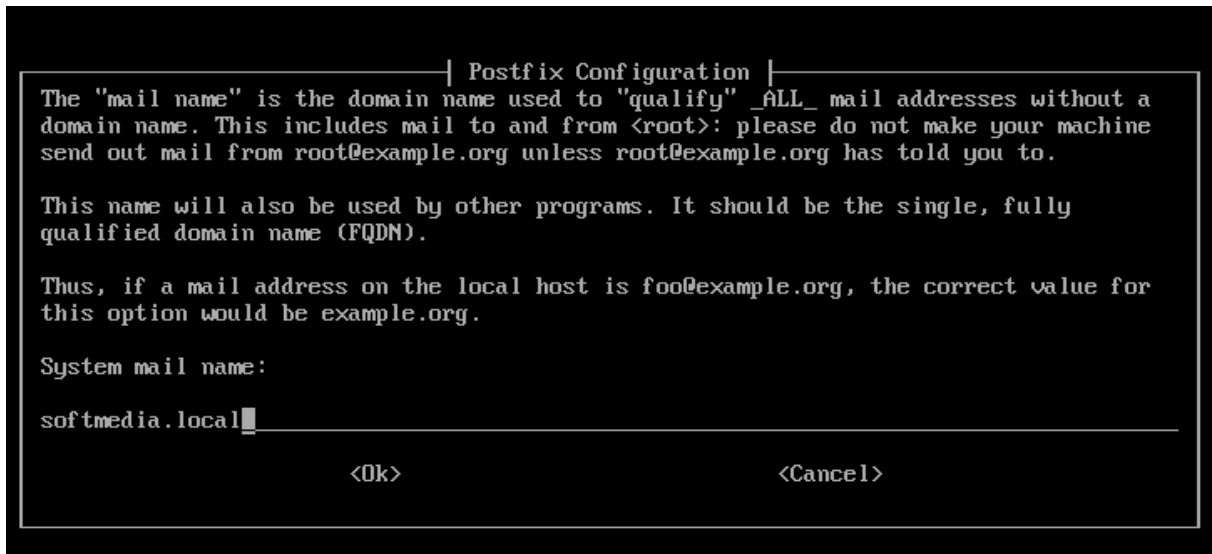 Postfix Configuration
The "mail name" is the domain name used to "qualify" _ALL_ mail addresses without a
domain name. This includes mail to and from <root>: please do not make your machine
send out mail from root@example.org unless root@example.org has told you to.
This name will also be used by other programs. It should be the single, fully
qualified domain name (FQDN).
Thus, if a mail address on the local host is foo@example.org, the correct value for
this option would be example.org.
System mail name:
softmedia.local
<Ok> <Cancel>